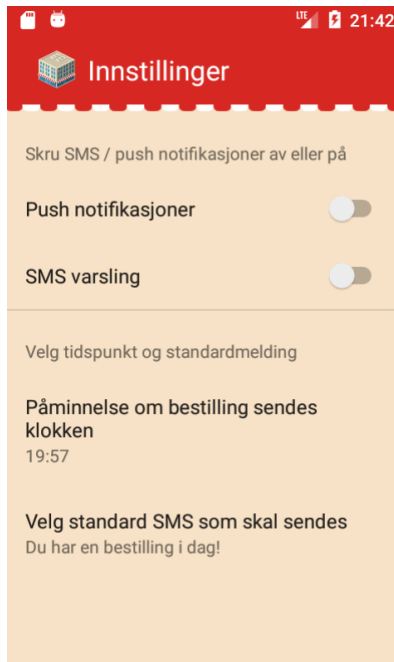 LTE 21:42
Innstillinger
Skru SMS / push notifikasjoner av eller på
Push notifikasjoner
SMS varsling
Velg tidspunkt og standardmelding
Påminnelse om bestilling sendes
klokken
19:57
Velg standard SMS som skal sendes
Du har en bestilling i dag!